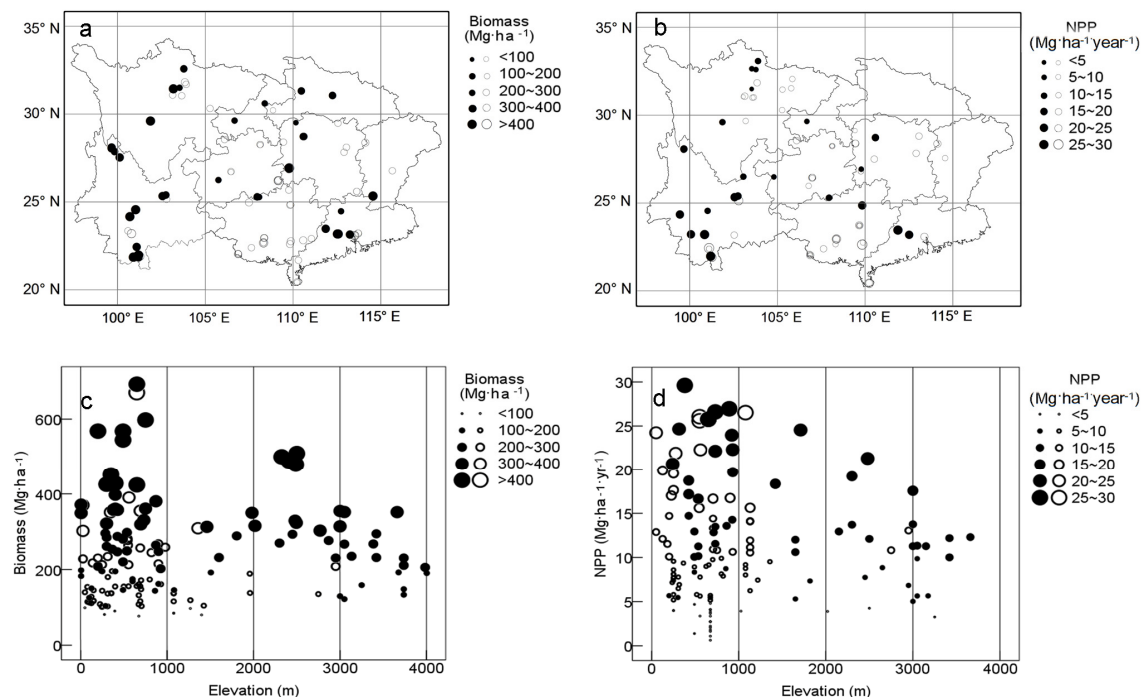 a
35° N
30° N
25° N
20° N
100° E 105° E 110° E 115° E
Biomass
(Mg·ha⁻¹)
<100
100~200
200~300
300~400
>400
b
35° N
30° N
25° N
20° N
100° E 105° E 110° E 115° E
NPP
(Mg·ha⁻¹·year⁻¹)
<5
5~10
10~15
15~20
20~25
25~30
c
Biomass (Mg·ha⁻¹)
600
400
200
0
0 1000 2000 3000 4000
Elevation (m)
Biomass
(Mg·ha⁻¹)
<100
100~200
200~300
300~400
>400
d
NPP (Mg·ha⁻¹·yr⁻¹)
30
25
20
15
10
5
0
0 1000 2000 3000 4000
Elevation (m)
NPP
(Mg·ha⁻¹·year⁻¹)
<5
5~10
10~15
15~20
20~25
25~30